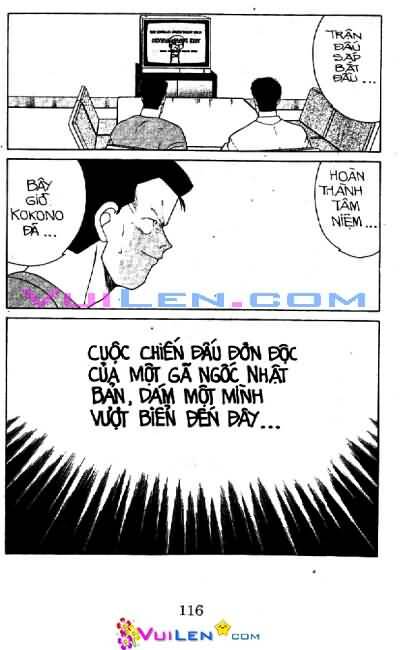 TRẬN
ĐẤU
SẮP
BẮT
ĐẦU...
HOÀN
THÀNH
TÂM
NIỆM...
BÂY
GIỜ
KOKONO
ĐÃ...
VUILEN.COM
CUỘC CHIẾN ĐẤU ĐƠN ĐỘC
CỦA MỘT GÃ NGỐC NHẬT
BẢN, DÁM MỘT MÌNH
VƯỢT BIỂN ĐẾN ĐÂY...
116
VUILEN.COM